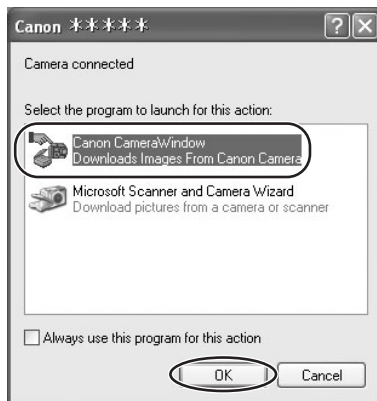 Canon *****
Camera connected
Select the program to launch for this action:
Canon CameraWindow
Downloads Images From Canon Camera
Microsoft Scanner and Camera Wizard
Download pictures from a camera or scanner
Always use this program for this action
OK
Cancel